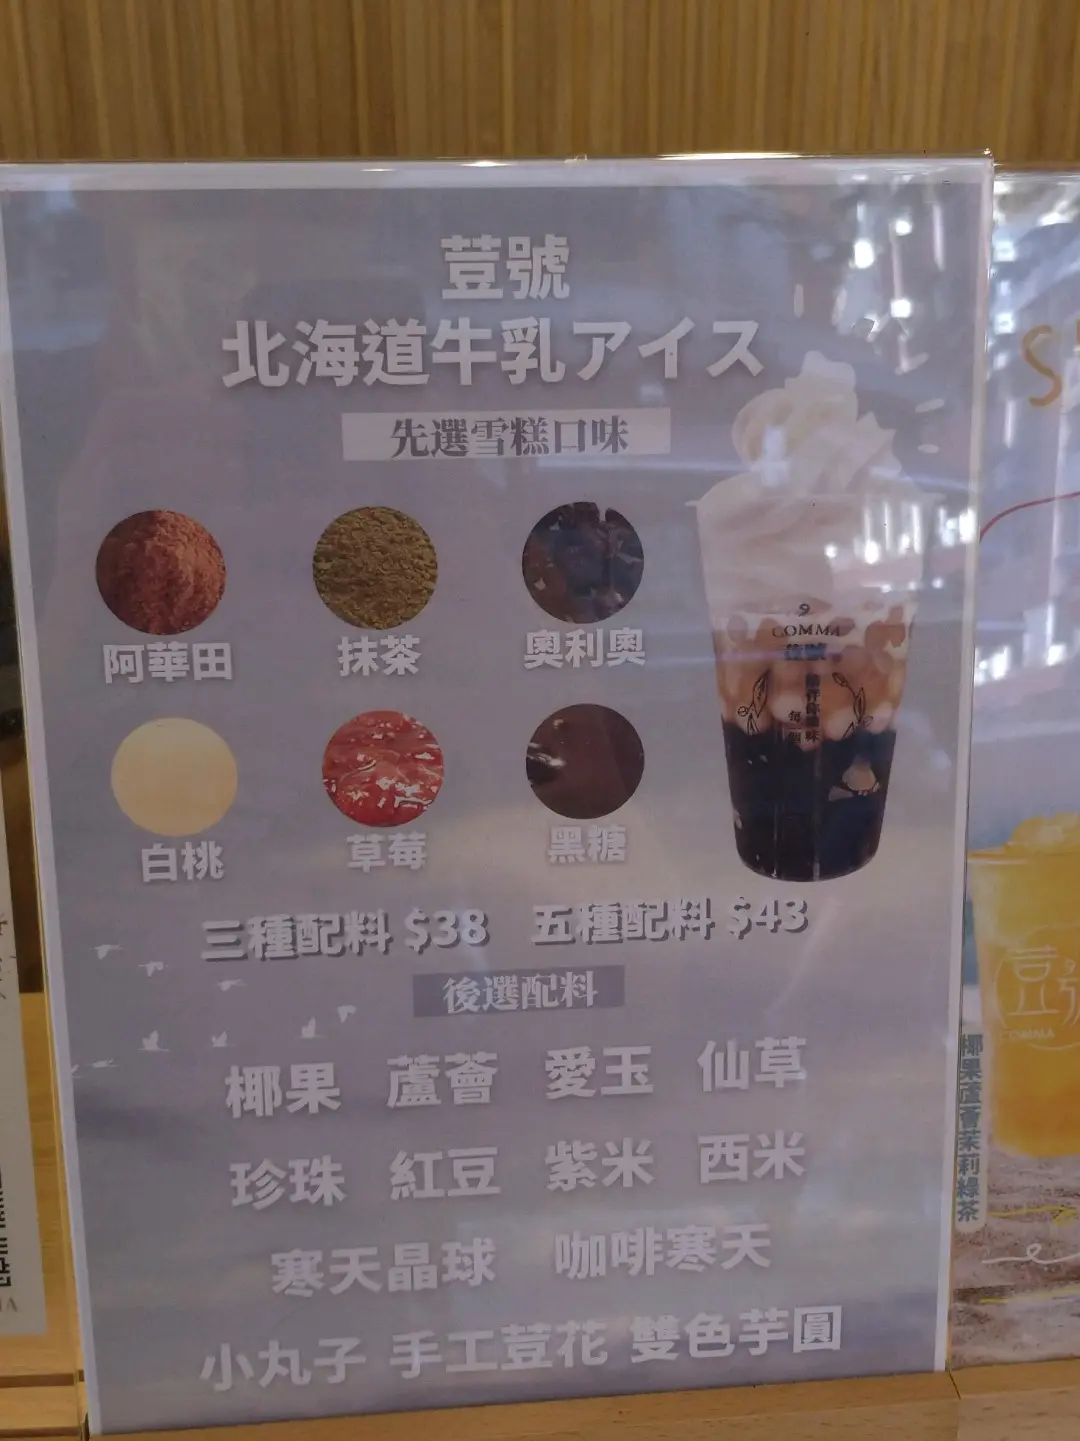 荳號
北海道牛乳アイス
先選雪糕口味
阿華田 抹茶 奧利奧
白桃 草莓 黑糖
三種配料 $38 五種配料 $43
後選配料
椰果 蘆薈 愛玉 仙草
珍珠 紅豆 紫米 西米
寒天晶球 咖啡寒天
小丸子 手工荳花 雙色芋圓
COMMA
荳號
椰果蘆薈茉莉綠茶